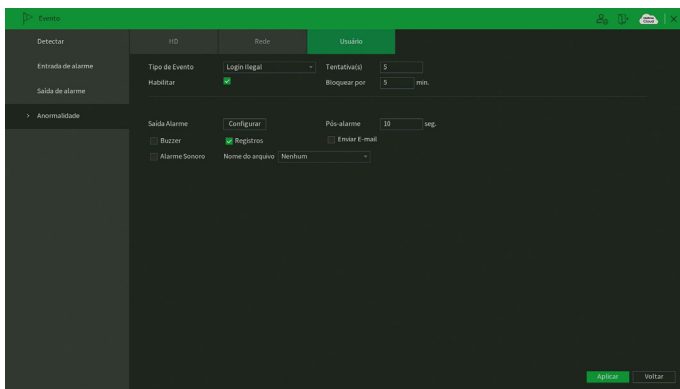 Evento
Detectar
Entrada de alarme
Saída de alarme
Anormalidade
HD Rede Usuário
Tipo de Evento Login Ilegal Tentativa(s) 5
Habilitar Bloquear por 5 min.
Saída Alarme Configurar Pós-alarme 10 seg.
Buzzer Registros Enviar E-mail
Alarme Sonoro Nome do arquivo Nenhum
Aplicar Voltar